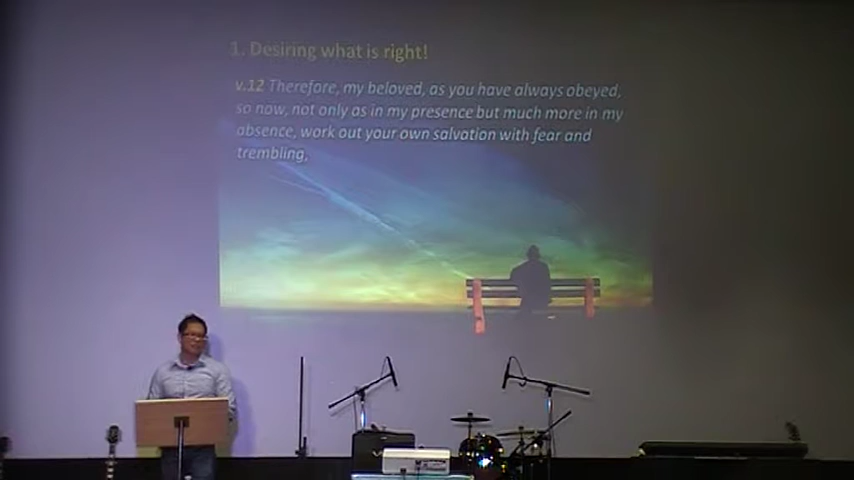 1. Desiring what is right!
v.12 Therefore, my beloved, as you have always obeyed,
so now, not only as in my presence but much more in my
absence, work out your own salvation with fear and
trembling,